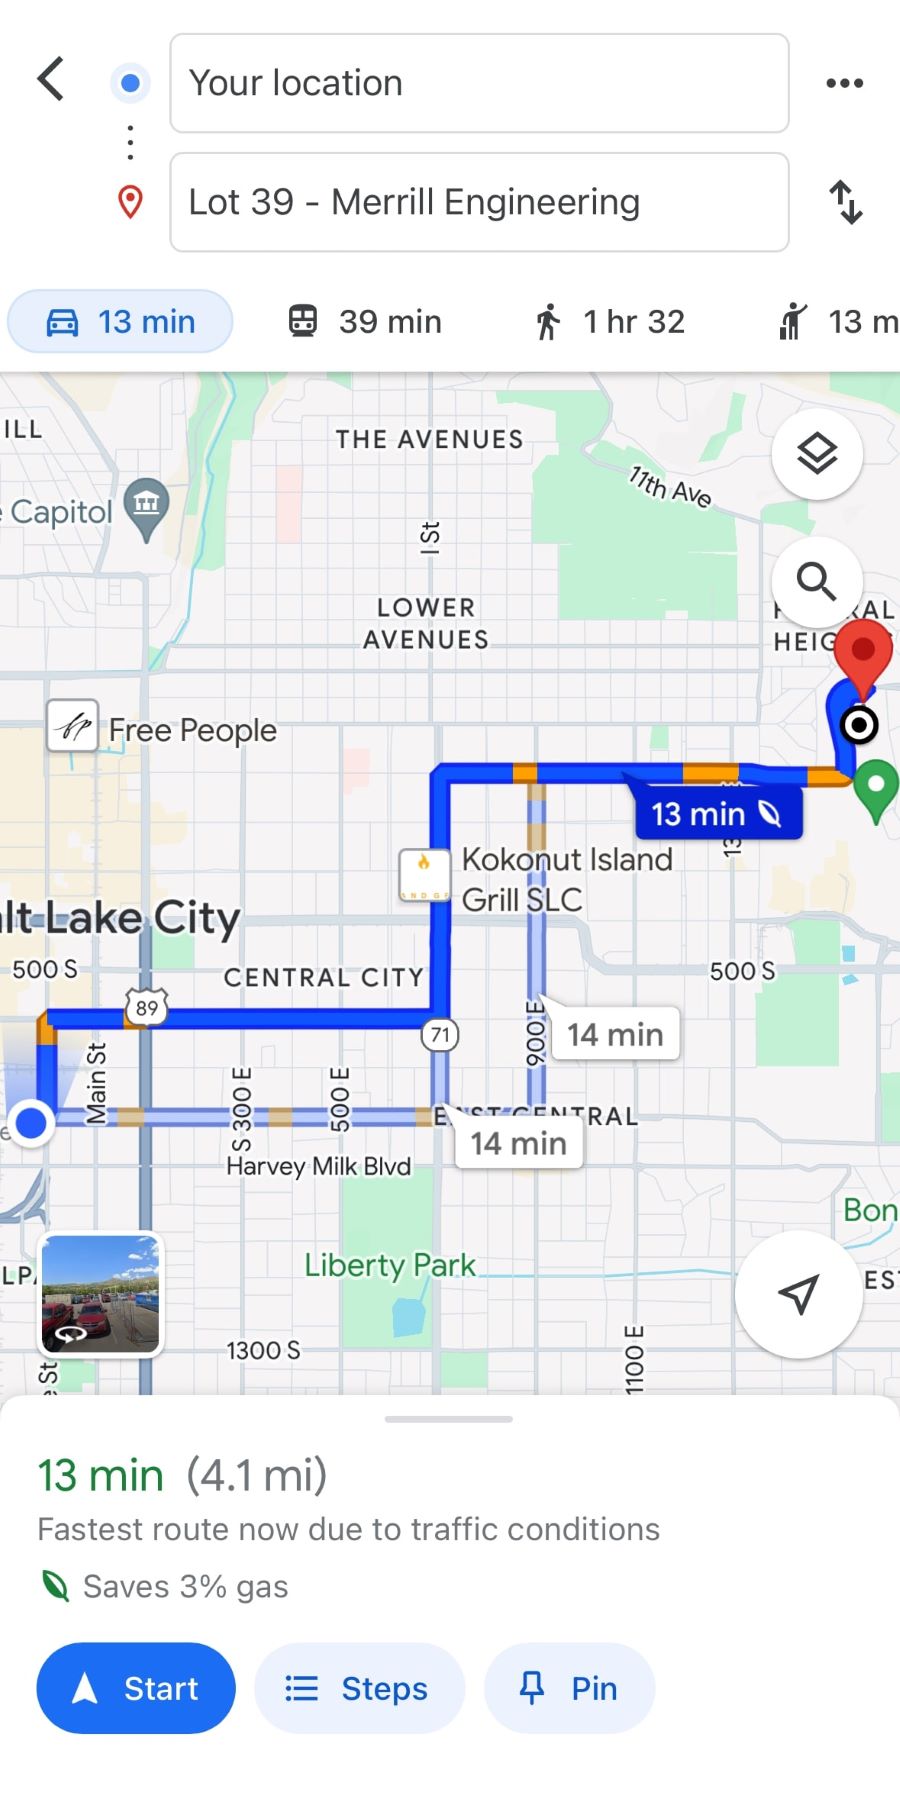 Your location
Lot 39 - Merrill Engineering
13 min
39 min
1 hr 32
13 m
ILL
THE AVENUES
11th Ave
Capitol
I St
LOWER
AVENUES
AL
HEIG
Free People
13 min
13
Kokonut Island
Grill SLC
lt Lake City
500 S
CENTRAL CITY
500 S
89
71
900 E
14 min
Main St
S 300 E
500 E
EAST CENTRAL
14 min
Harvey Milk Blvd
Bon
LP
Liberty Park
EST
1300 S
1100 E
St
13 min (4.1 mi)
Fastest route now due to traffic conditions
Saves 3% gas
Start
Steps
Pin